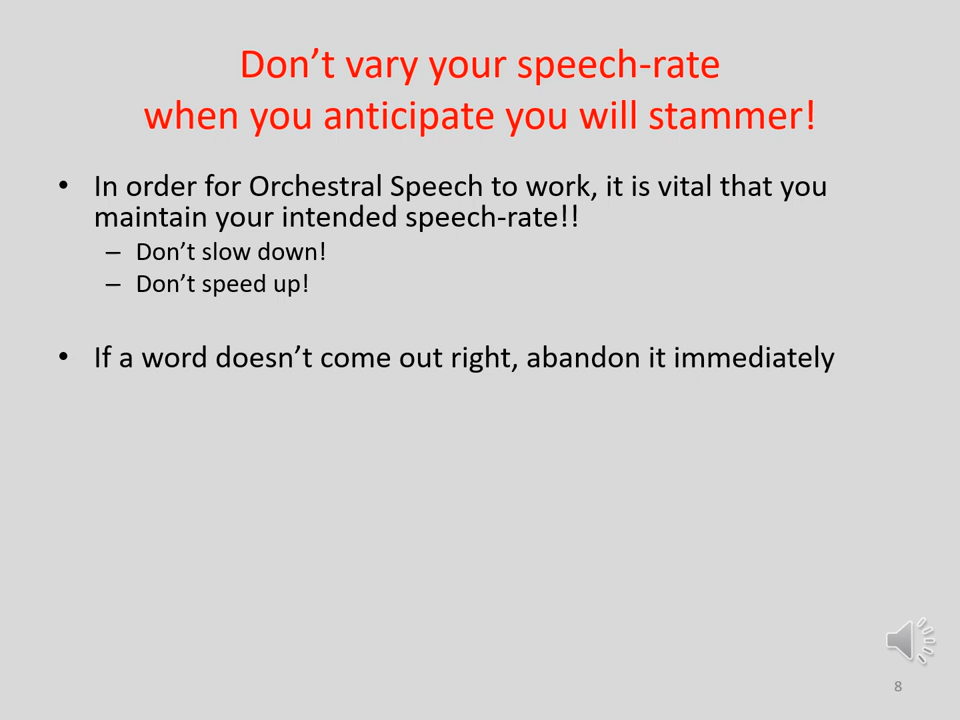 Don’t vary your speech-rate
when you anticipate you will stammer!
• In order for Orchestral Speech to work, it is vital that you
maintain your intended speech-rate!!
– Don’t slow down!
– Don’t speed up!
• If a word doesn’t come out right, abandon it immediately
8